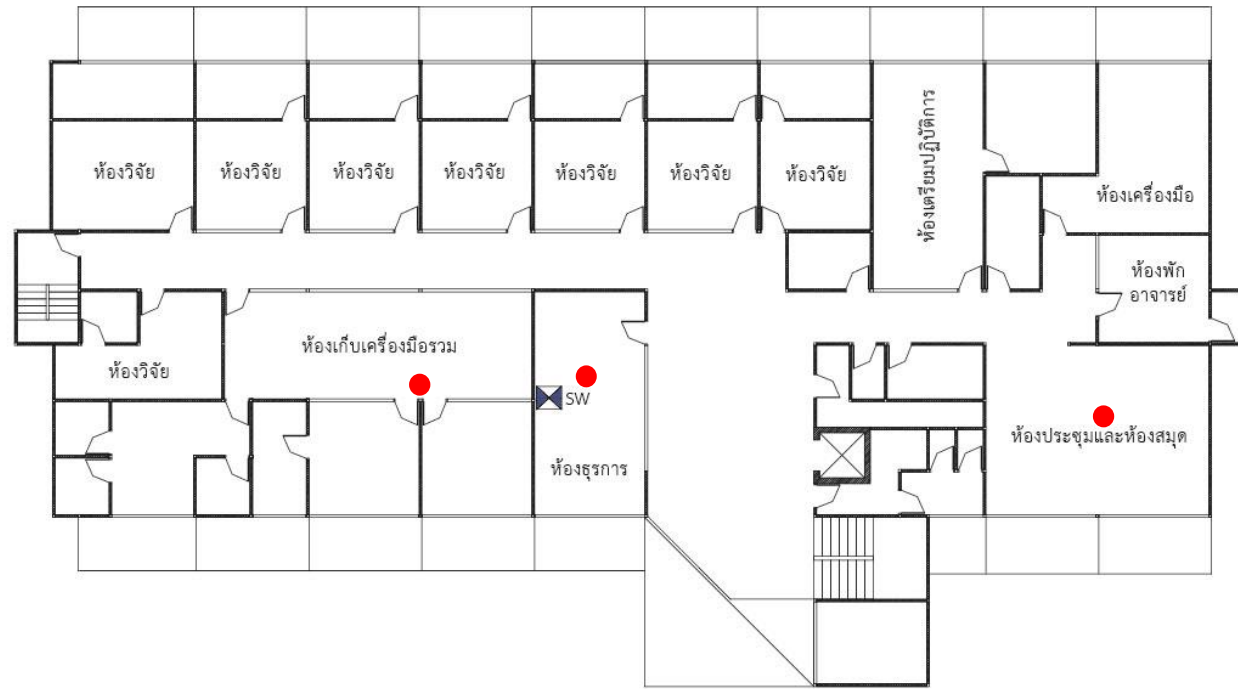 ห้องวิจัย
ห้องวิจัย
ห้องวิจัย
ห้องวิจัย
ห้องวิจัย
ห้องวิจัย
ห้องวิจัย
ห้องเตรียมปฏิบัติการ
ห้องเครื่องมือ
ห้องพัก
อาจารย์
ห้องเก็บเครื่องมือรวม
ห้องวิจัย
SW
ห้องธุรการ
ห้องประชุมและห้องสมุด